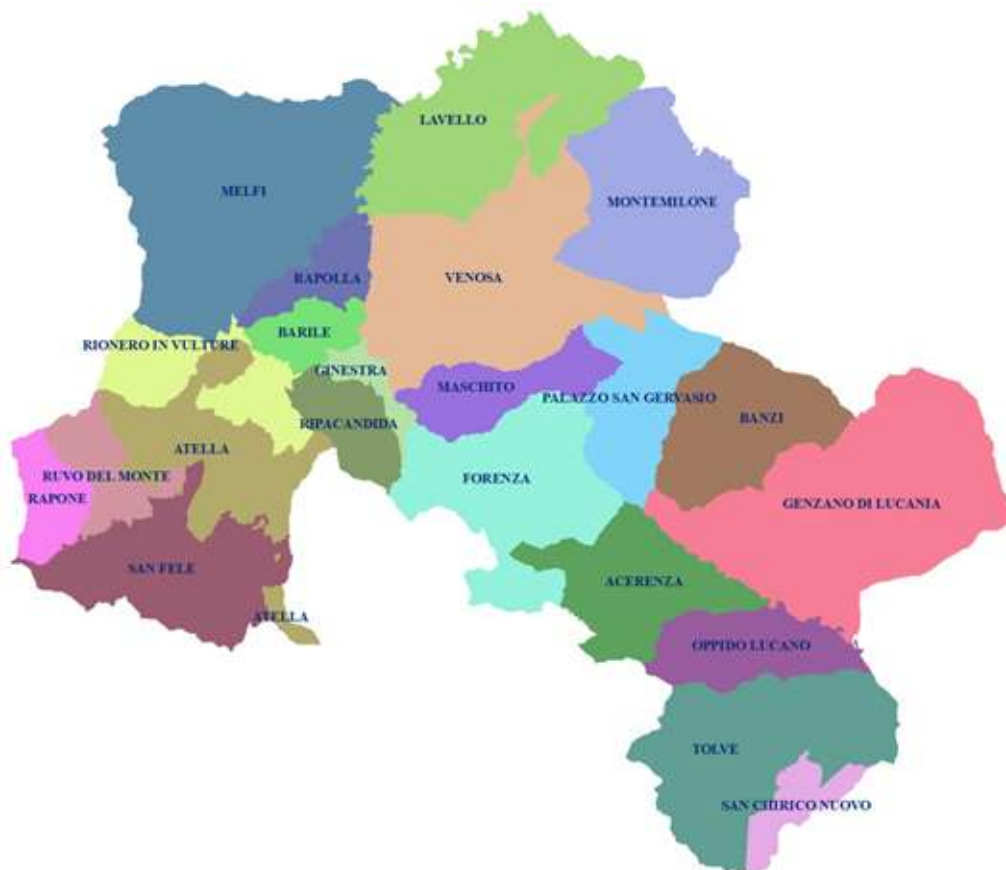 LAVELLO
MELFI
MONTEMILONE
RAPOLLA
VENOSA
BARILE
RIONERO IN VULTURE
GINESTRA
MASCHITO
PALAZZO SAN GERVASIO
BANZI
RIPACANDIDA
ATELLA
RUVO DEL MONTE
FORENZA
RAPONE
GENZANO DI LUCANIA
SAN FELE
ACERENZA
ATELLA
OPPIDO LUCANO
TOLVE
SAN CHIRICO NUOVO